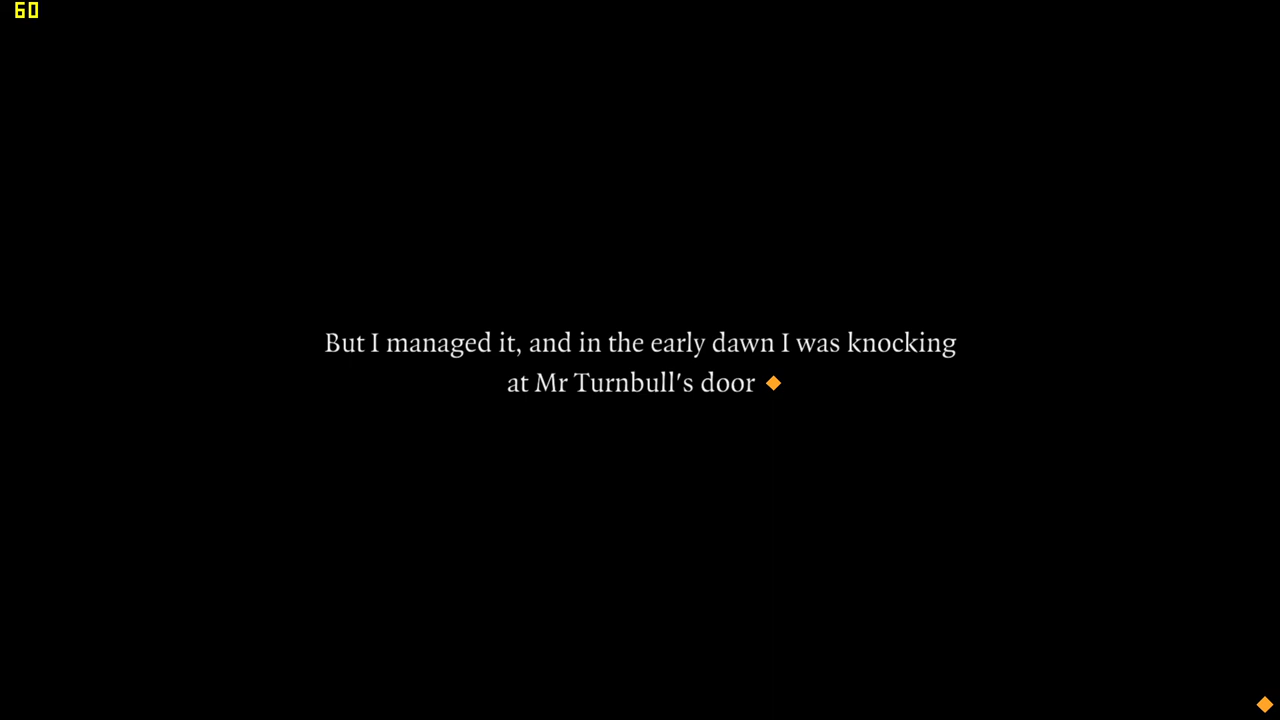 60
But I managed it, and in the early dawn I was knocking
at Mr Turnbull's door